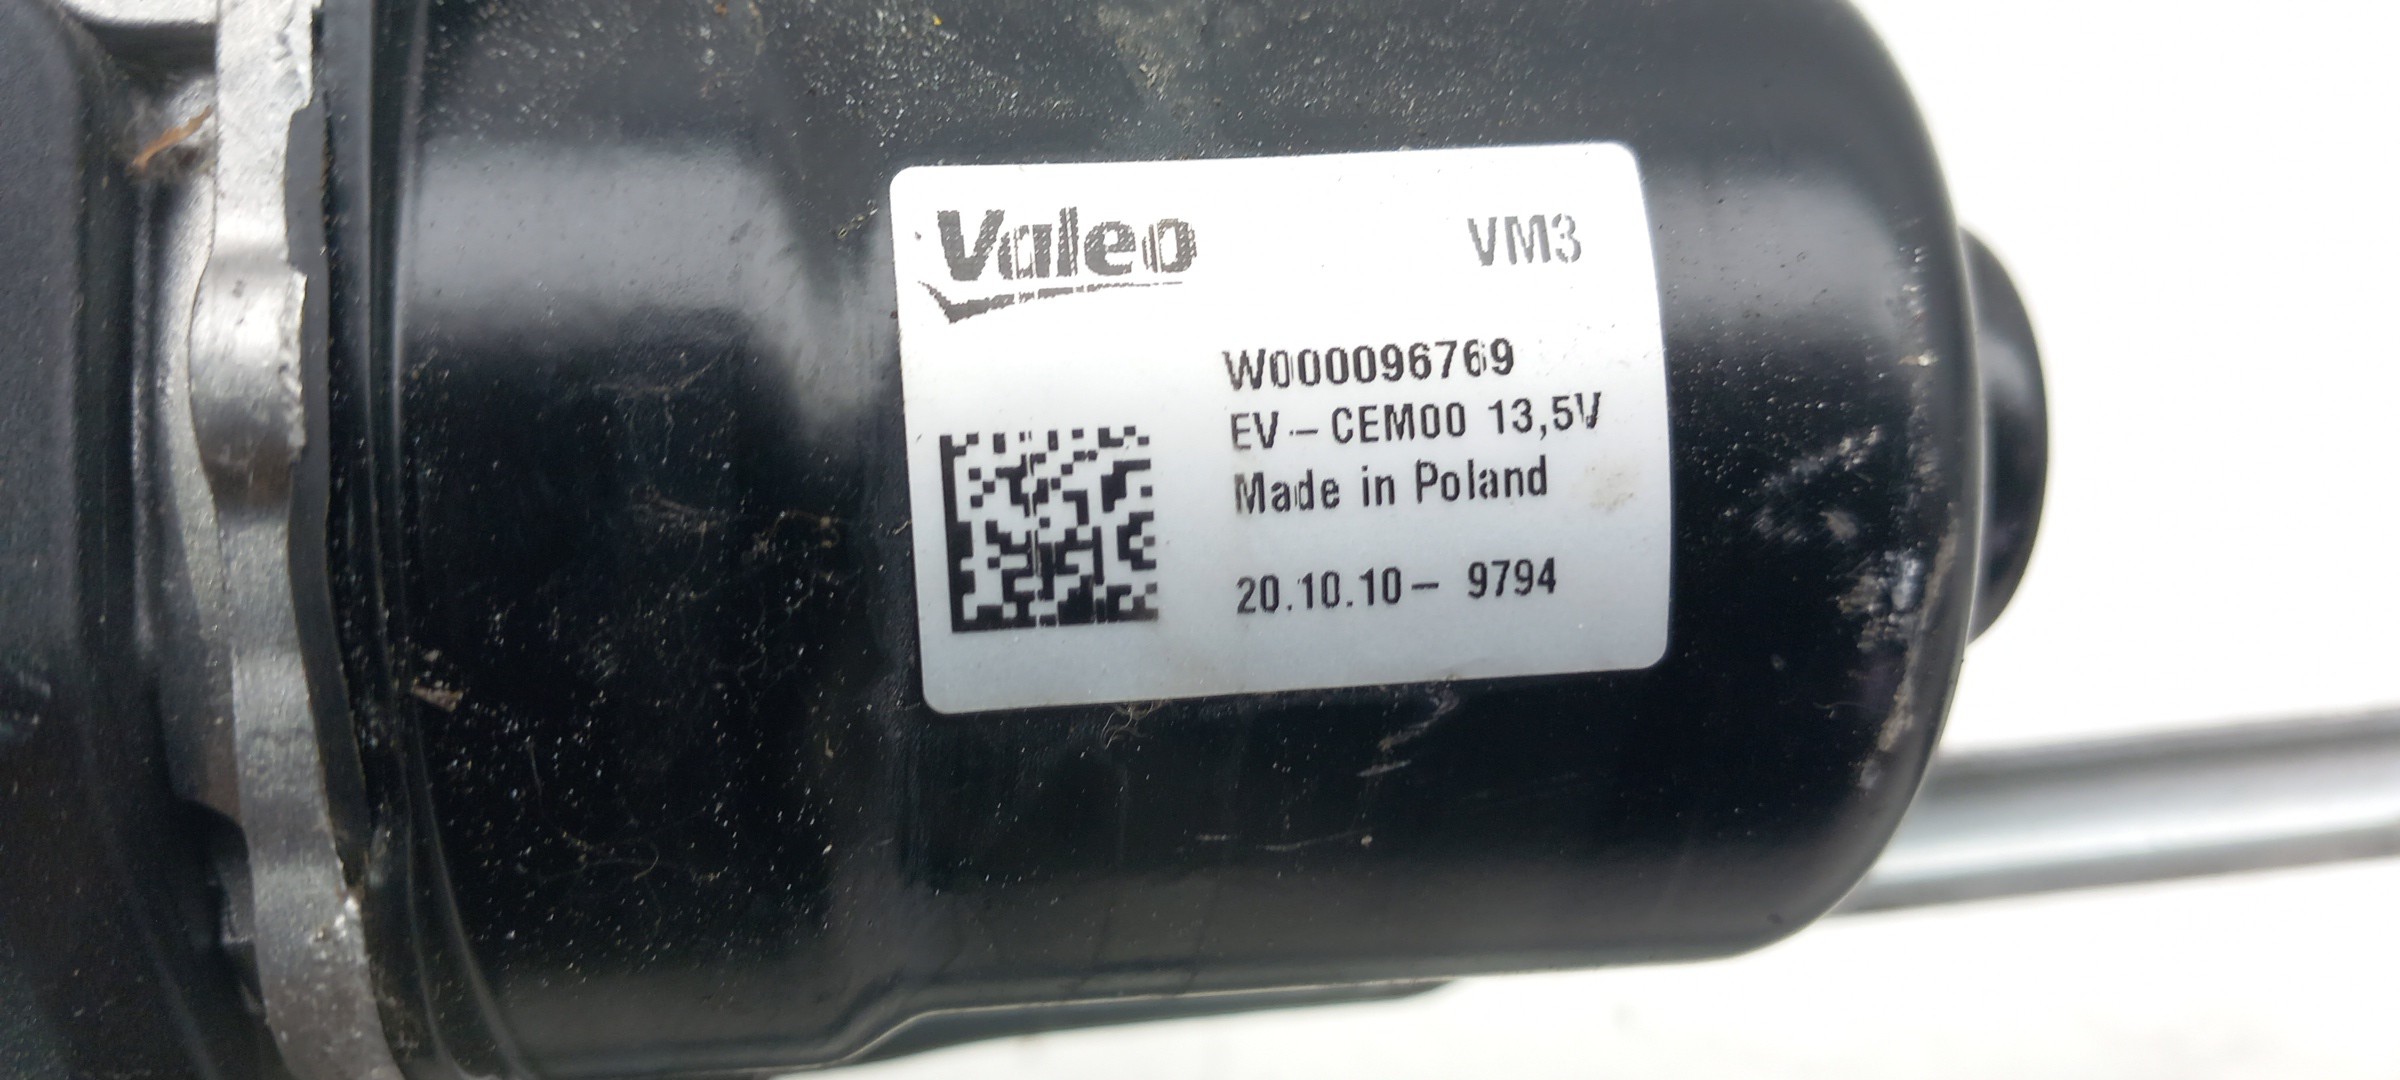 Valeo VM3
W000096769
EV-CEM00 13,5V
Made in Poland
20.10.10- 9794